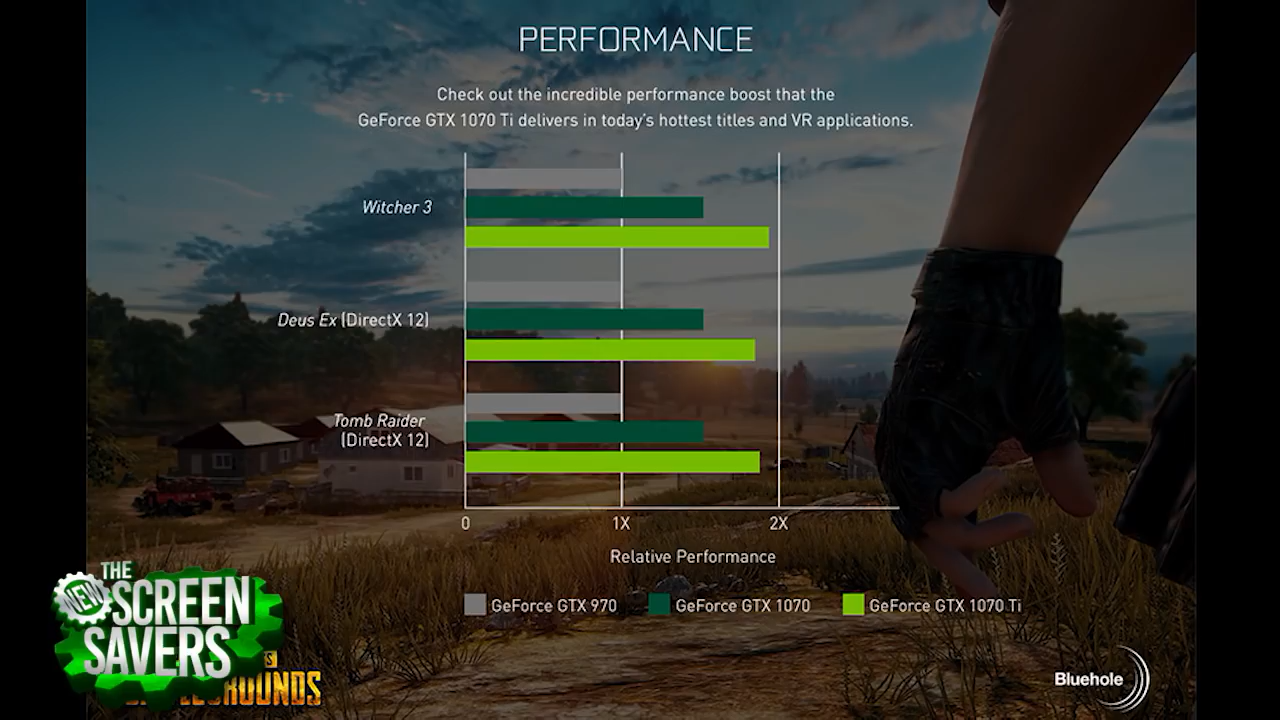 PERFORMANCE
Check out the incredible performance boost that the
GeForce GTX 1070 Ti delivers in today's hottest titles and VR applications.
Witcher 3
Deus Ex (DirectX 12)
Tomb Raider
(DirectX 12)
0 1X 2X
Relative Performance
GeForce GTX 970 GeForce GTX 1070 GeForce GTX 1070 Ti
THE
NEW SCREEN
SAVERS
Bluehole